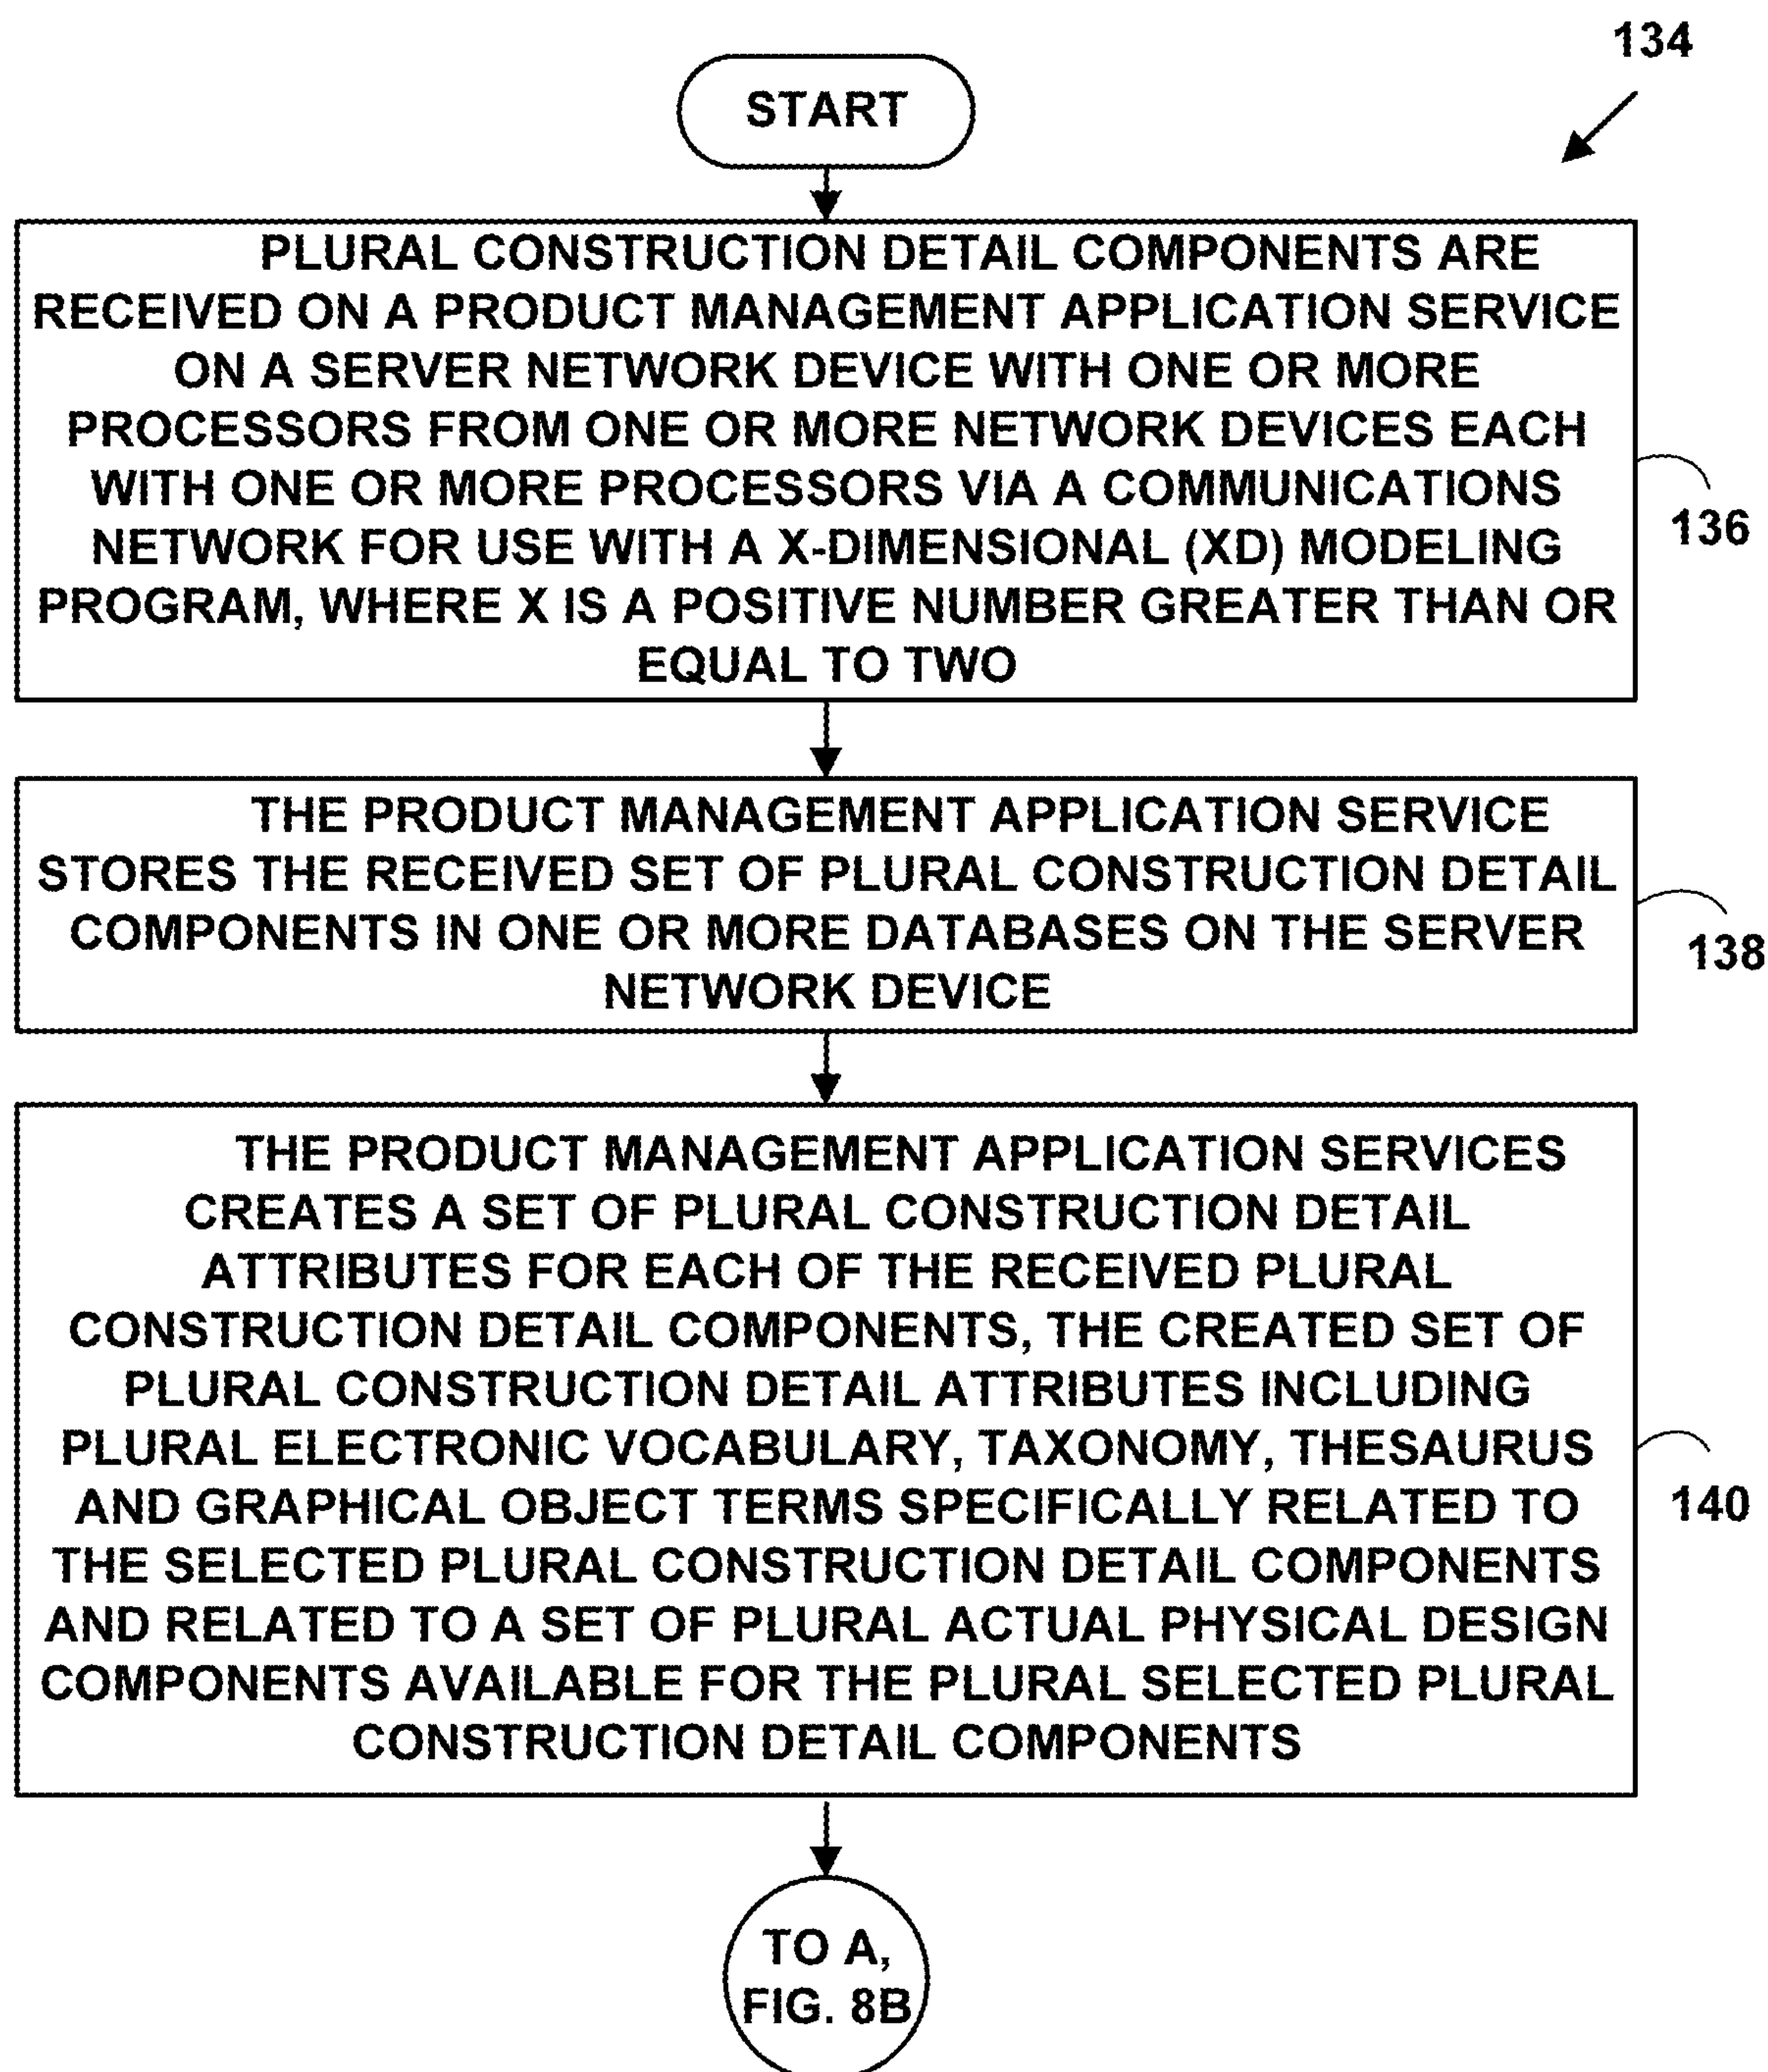 134
START
PLURAL CONSTRUCTION DETAIL COMPONENTS ARE
RECEIVED ON A PRODUCT MANAGEMENT APPLICATION SERVICE
ON A SERVER NETWORK DEVICE WITH ONE OR MORE
PROCESSORS FROM ONE OR MORE NETWORK DEVICES EACH
WITH ONE OR MORE PROCESSORS VIA A COMMUNICATIONS
NETWORK FOR USE WITH A X-DIMENSIONAL (XD) MODELING
PROGRAM, WHERE X IS A POSITIVE NUMBER GREATER THAN OR
EQUAL TO TWO
136
THE PRODUCT MANAGEMENT APPLICATION SERVICE
STORES THE RECEIVED SET OF PLURAL CONSTRUCTION DETAIL
COMPONENTS IN ONE OR MORE DATABASES ON THE SERVER
NETWORK DEVICE
138
THE PRODUCT MANAGEMENT APPLICATION SERVICES
CREATES A SET OF PLURAL CONSTRUCTION DETAIL
ATTRIBUTES FOR EACH OF THE RECEIVED PLURAL
CONSTRUCTION DETAIL COMPONENTS, THE CREATED SET OF
PLURAL CONSTRUCTION DETAIL ATTRIBUTES INCLUDING
PLURAL ELECTRONIC VOCABULARY, TAXONOMY, THESAURUS
AND GRAPHICAL OBJECT TERMS SPECIFICALLY RELATED TO
THE SELECTED PLURAL CONSTRUCTION DETAIL COMPONENTS
AND RELATED TO A SET OF PLURAL ACTUAL PHYSICAL DESIGN
COMPONENTS AVAILABLE FOR THE PLURAL SELECTED PLURAL
CONSTRUCTION DETAIL COMPONENTS
140
TO A,
FIG. 8B